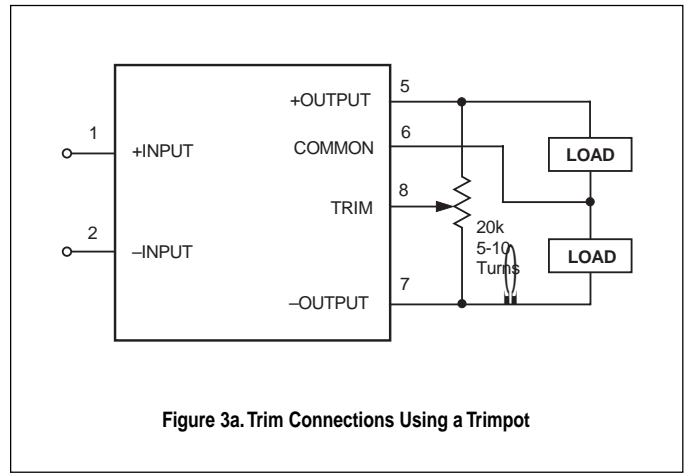 5
+OUTPUT
6
1
COMMON
+INPUT
LOAD
8
TRIM
20k
2
5-10
LOAD
–INPUT
Turns
7
–OUTPUT
Figure 3a. Trim Connections Using a Trimpot